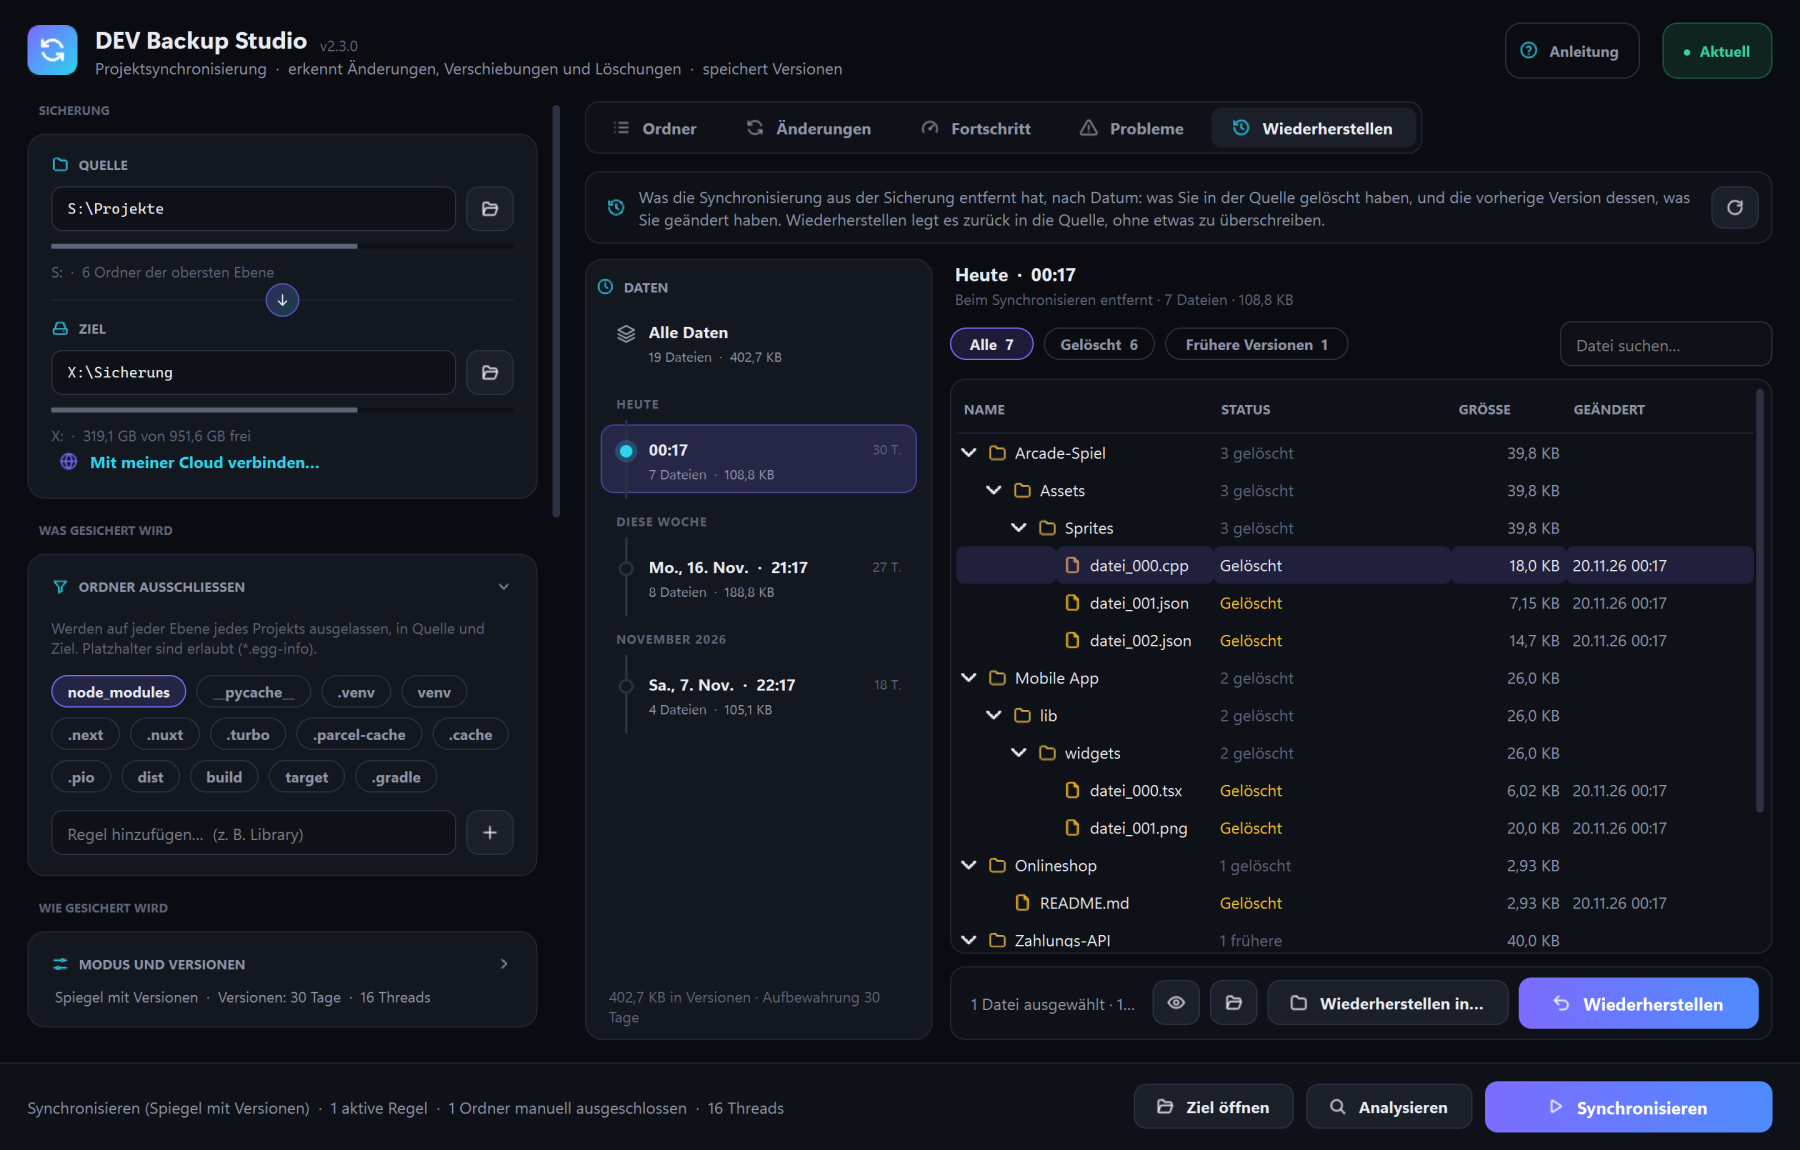 DEV Backup Studio v2.3.0
Projektsynchronisierung · erkennt Änderungen, Verschiebungen und Löschungen · speichert Versionen
Anleitung
• Aktuell
SICHERUNG
QUELLE
S:\Projekte
S: · 6 Ordner der obersten Ebene
ZIEL
X:\Sicherung
X: · 319,1 GB von 951,6 GB frei
Mit meiner Cloud verbinden...
WAS GESICHERT WIRD
ORDNER AUSSCHLIESSEN
Werden auf jeder Ebene jedes Projekts ausgelassen, in Quelle und
Ziel. Platzhalter sind erlaubt (*.egg-info).
node_modules __pycache__ .venv venv
.next .nuxt .turbo .parcel-cache .cache
.pio dist build target .gradle
Regel hinzufügen... (z. B. Library)
WIE GESICHERT WIRD
MODUS UND VERSIONEN
Spiegel mit Versionen · Versionen: 30 Tage · 16 Threads
Ordner Änderungen Fortschritt Probleme Wiederherstellen
Was die Synchronisierung aus der Sicherung entfernt hat, nach Datum: was Sie in der Quelle gelöscht haben, und die vorherige Version dessen, was
Sie geändert haben. Wiederherstellen legt es zurück in die Quelle, ohne etwas zu überschreiben.
DATEN
Alle Daten
19 Dateien · 402,7 KB
HEUTE
00:17 30 T.
7 Dateien · 108,8 KB
DIESE WOCHE
Mo., 16. Nov. · 21:17 27 T.
8 Dateien · 188,8 KB
NOVEMBER 2026
Sa., 7. Nov. · 22:17 18 T.
4 Dateien · 105,1 KB
402,7 KB in Versionen · Aufbewahrung 30
Tage
Heute · 00:17
Beim Synchronisieren entfernt · 7 Dateien · 108,8 KB
Alle 7 Gelöscht 6 Frühere Versionen 1
Datei suchen...
NAME STATUS GRÖSSE GEÄNDERT
Arcade-Spiel 3 gelöscht 39,8 KB
Assets 3 gelöscht 39,8 KB
Sprites 3 gelöscht 39,8 KB
datei_000.cpp Gelöscht 18,0 KB 20.11.26 00:17
datei_001.json Gelöscht 7,15 KB 20.11.26 00:17
datei_002.json Gelöscht 14,7 KB 20.11.26 00:17
Mobile App 2 gelöscht 26,0 KB
lib 2 gelöscht 26,0 KB
widgets 2 gelöscht 26,0 KB
datei_000.tsx Gelöscht 6,02 KB 20.11.26 00:17
datei_001.png Gelöscht 20,0 KB 20.11.26 00:17
Onlineshop 1 gelöscht 2,93 KB
README.md Gelöscht 2,93 KB 20.11.26 00:17
Zahlungs-API 1 frühere 40,0 KB
1 Datei ausgewählt · 1...
Wiederherstellen in...
Wiederherstellen
Synchronisieren (Spiegel mit Versionen) · 1 aktive Regel · 1 Ordner manuell ausgeschlossen · 16 Threads
Ziel öffnen
Analysieren
Synchronisieren